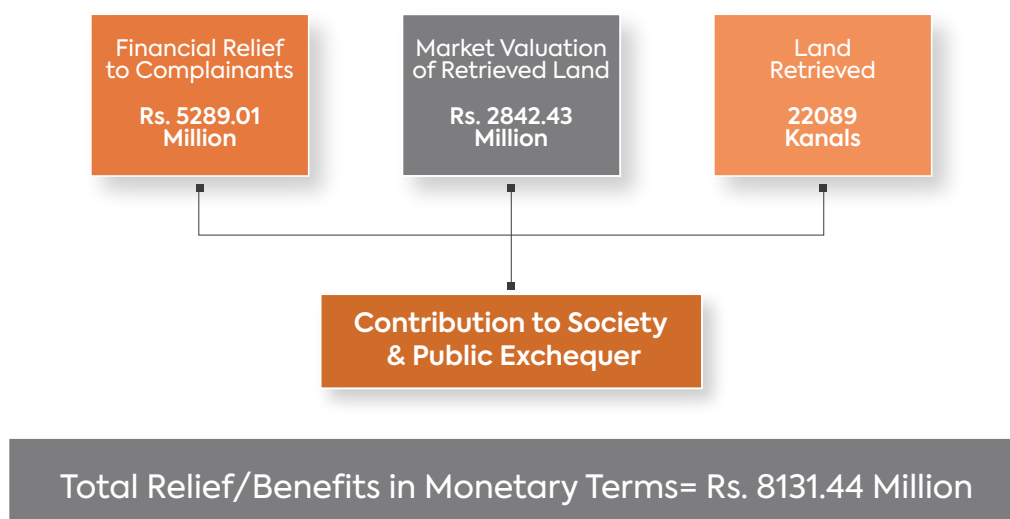 Financial Relief
to Complainants
Rs. 5289.01
Million
Market Valuation
of Retrieved Land
Rs. 2842.43
Million
Land
Retrieved
22089
Kanals
Contribution to Society
& Public Exchequer
Total Relief/Benefits in Monetary Terms= Rs. 8131.44 Million